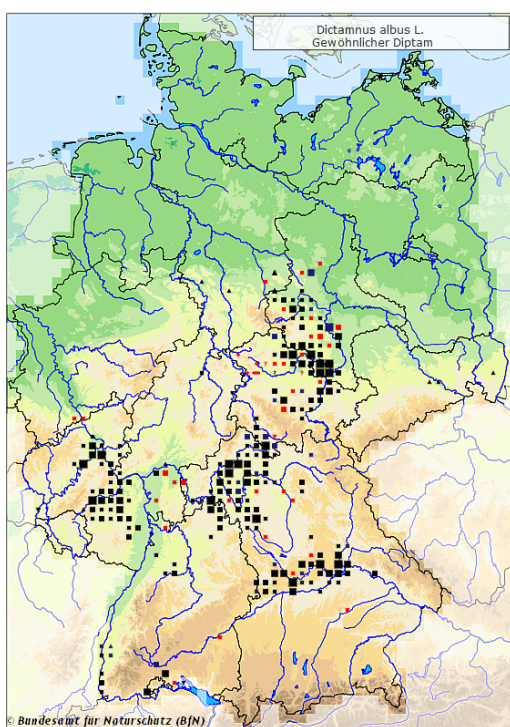 Dictamnus albus L.
Gewöhnlicher Diptam
© Bundesamt für Naturschutz (BfN)